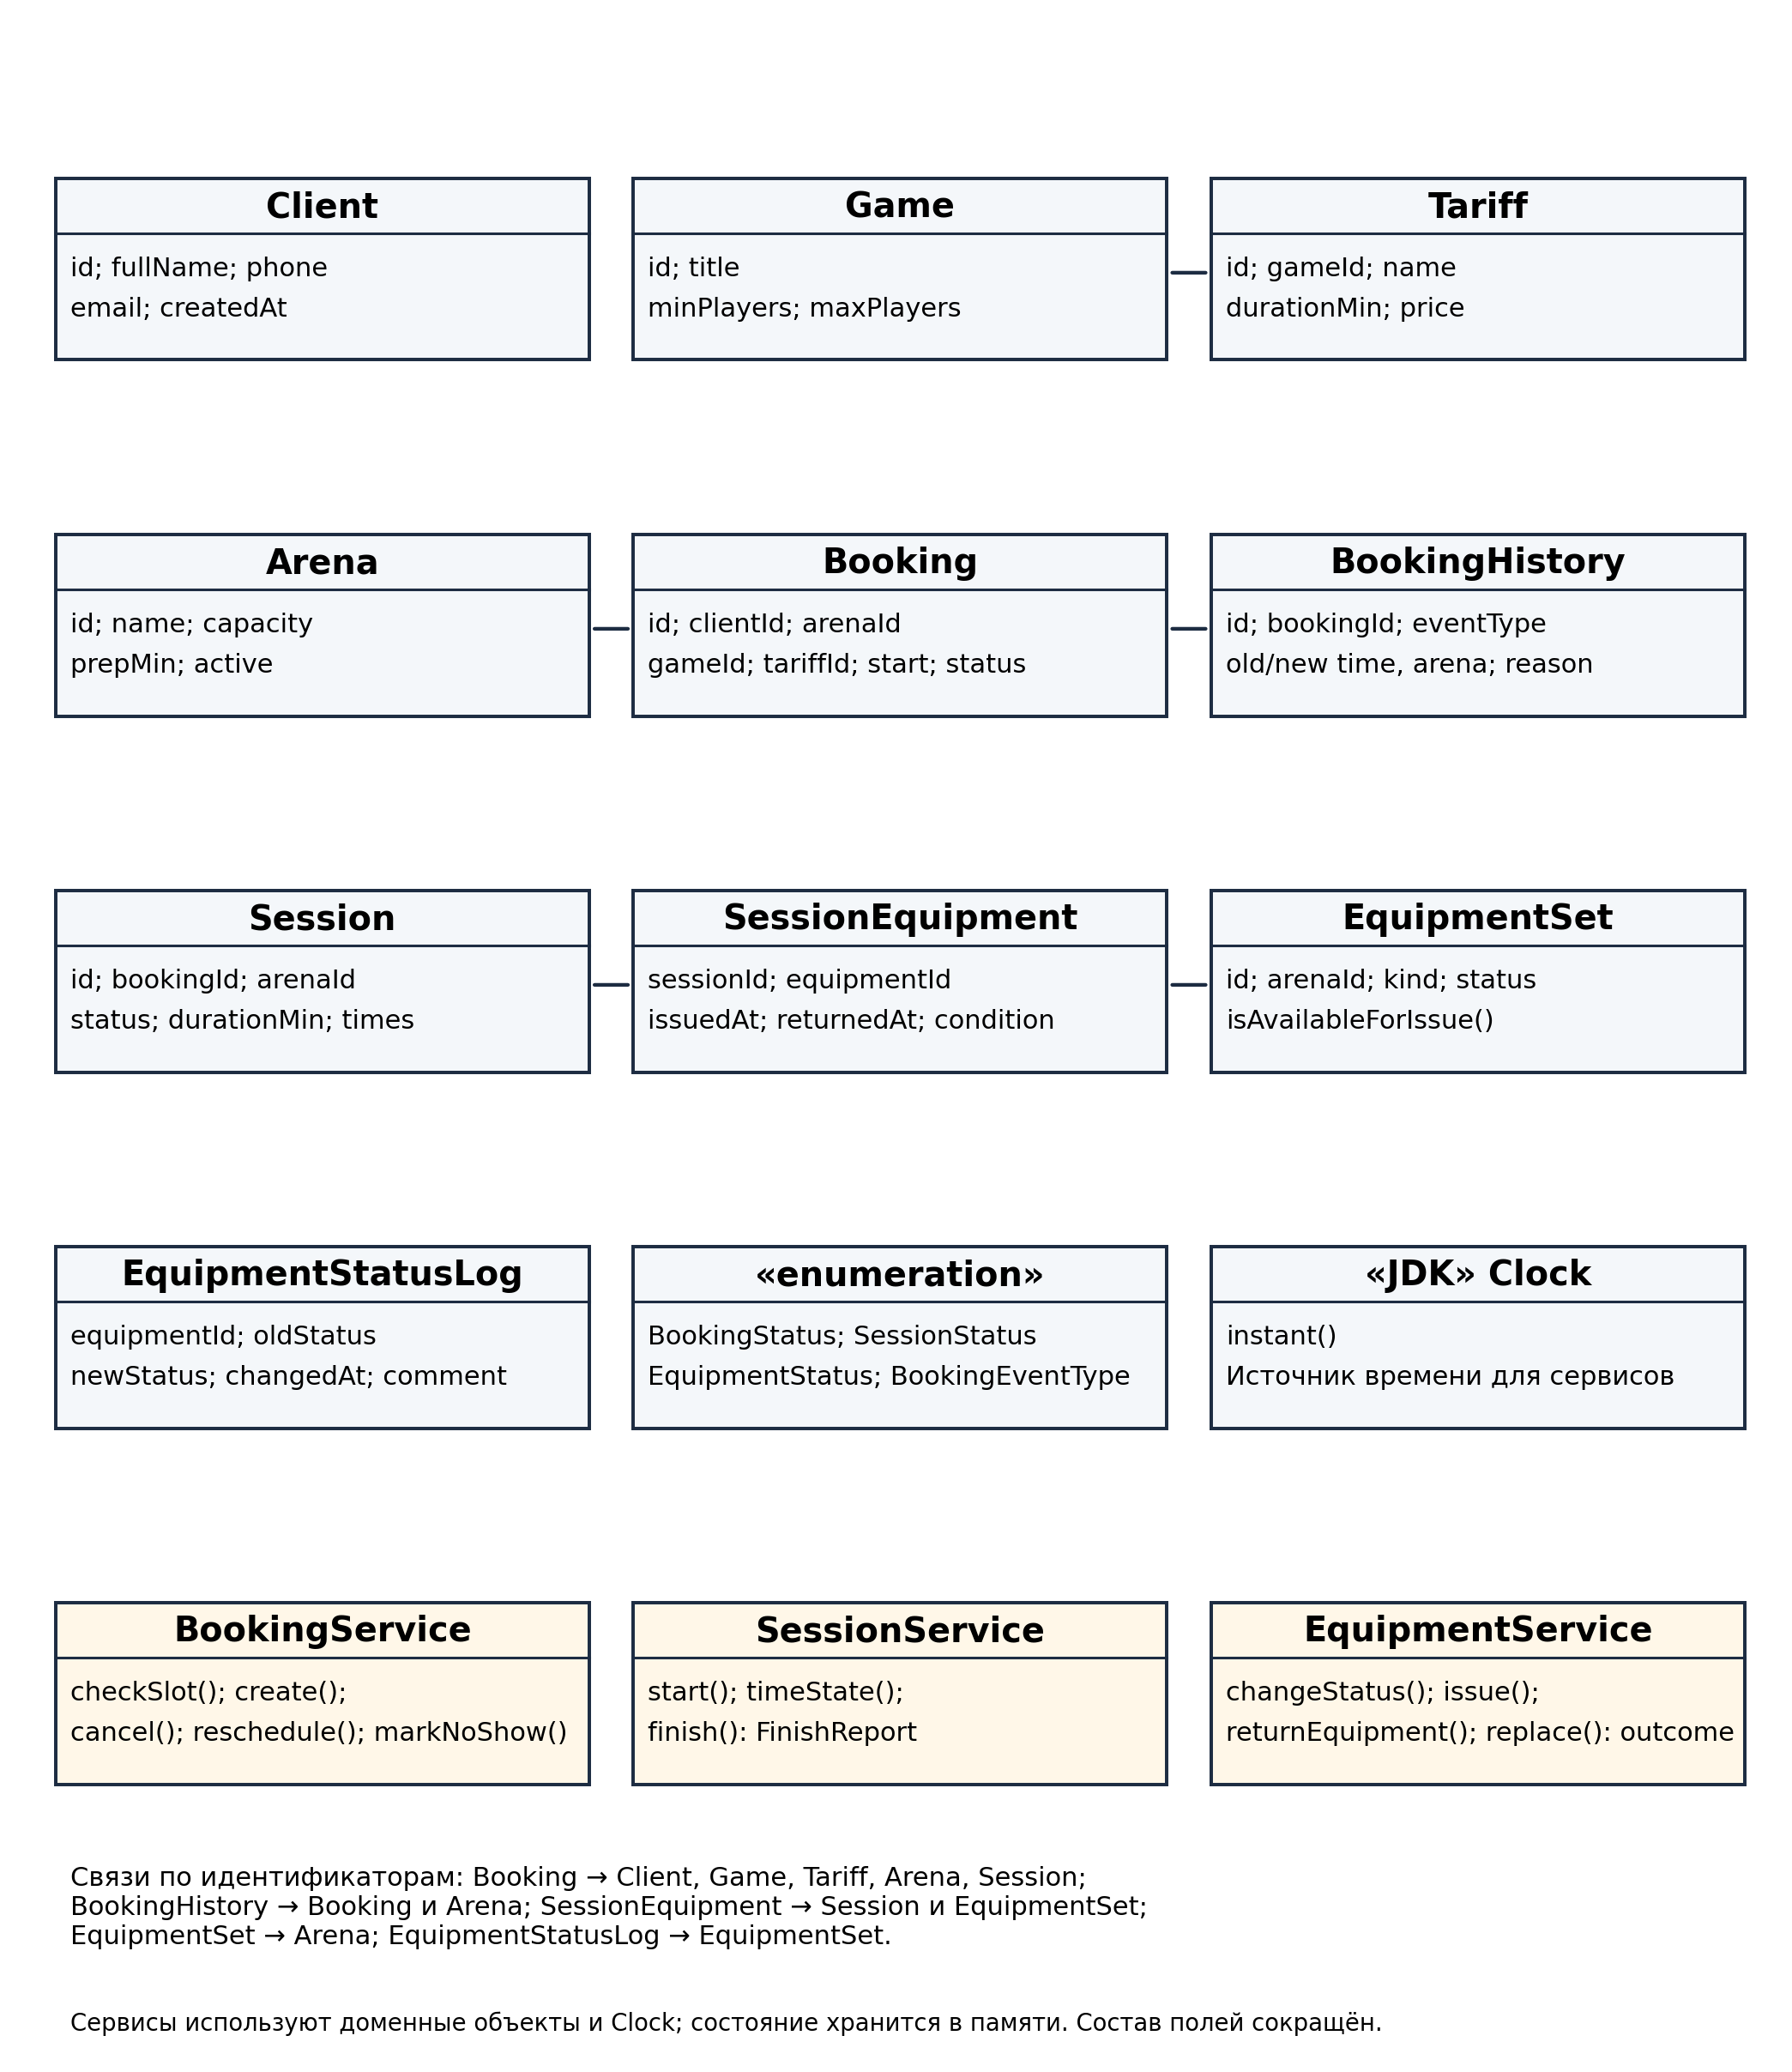 Client
id; fullName; phone
email; createdAt
Game
id; title
minPlayers; maxPlayers
Tariff
id; gameId; name
durationMin; price
Arena
id; name; capacity
prepMin; active
Booking
id; clientId; arenaId
gameId; tariffId; start; status
BookingHistory
id; bookingId; eventType
old/new time, arena; reason
Session
id; bookingId; arenaId
status; durationMin; times
SessionEquipment
sessionId; equipmentId
issuedAt; returnedAt; condition
EquipmentSet
id; arenaId; kind; status
isAvailableForIssue()
EquipmentStatusLog
equipmentId; oldStatus
newStatus; changedAt; comment
«enumeration»
BookingStatus; SessionStatus
EquipmentStatus; BookingEventType
«JDK» Clock
instant()
Источник времени для сервисов
BookingService
checkSlot(); create();
cancel(); reschedule(); markNoShow()
SessionService
start(); timeState();
finish(): FinishReport
EquipmentService
changeStatus(); issue();
returnEquipment(); replace(): outcome
Связи по идентификаторам: Booking → Client, Game, Tariff, Arena, Session;
BookingHistory → Booking и Arena; SessionEquipment → Session и EquipmentSet;
EquipmentSet → Arena; EquipmentStatusLog → EquipmentSet.
Сервисы используют доменные объекты и Clock; состояние хранится в памяти. Состав полей сокращён.